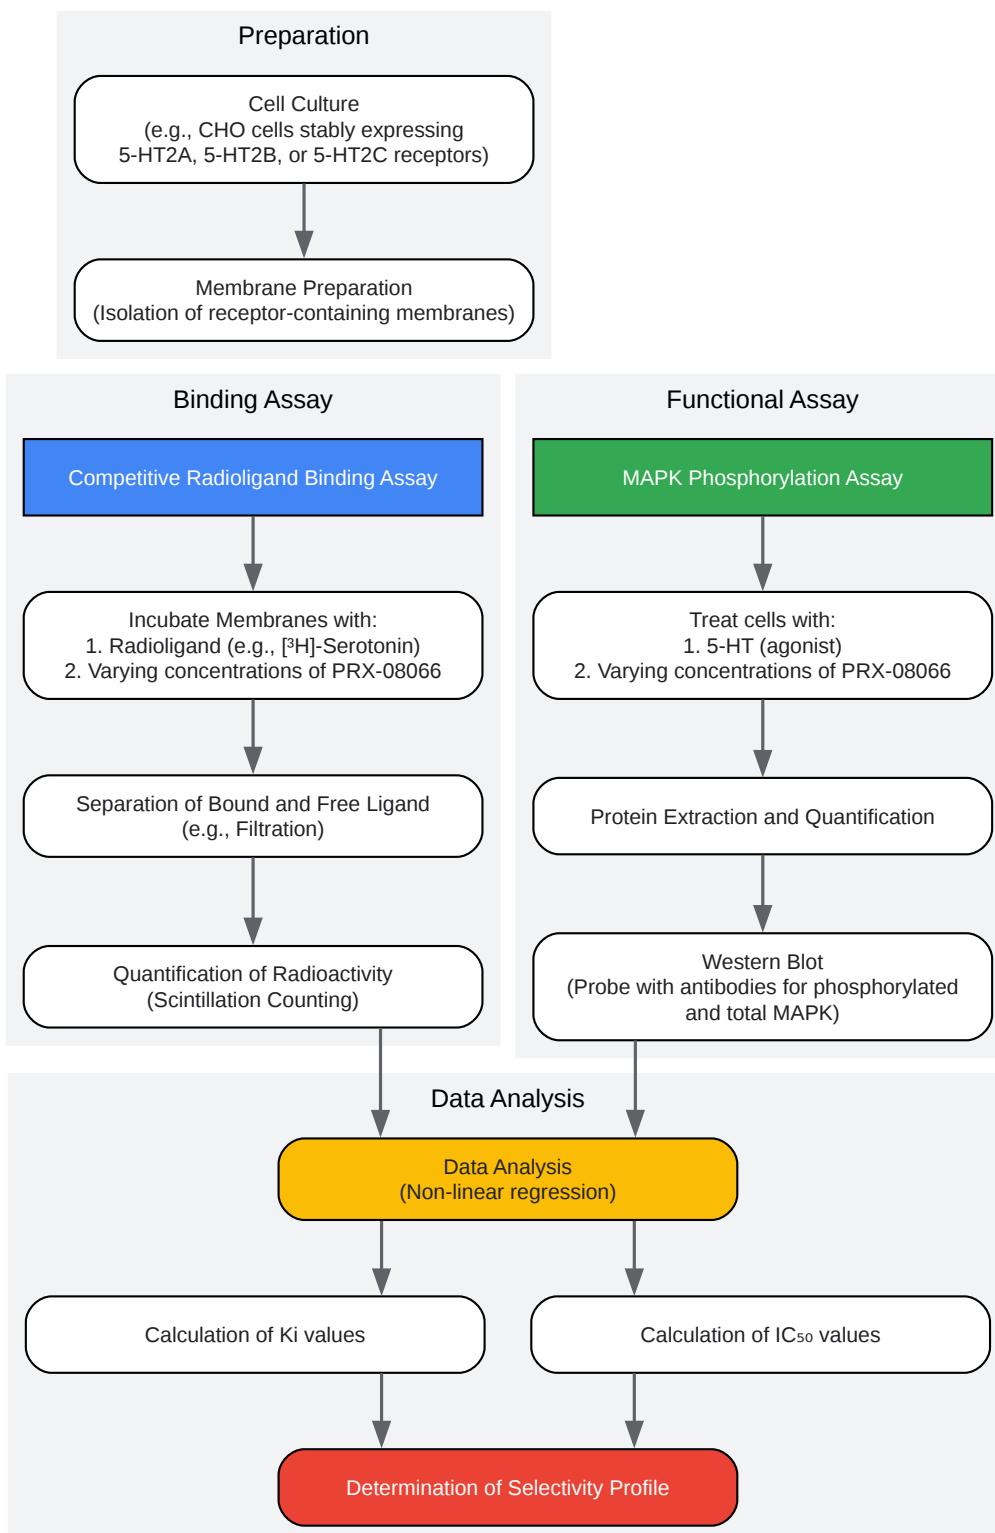 Preparation
Cell Culture
(e.g., CHO cells stably expressing
5-HT2A, 5-HT2B, or 5-HT2C receptors)
Membrane Preparation
(Isolation of receptor-containing membranes)
Binding Assay
Competitive Radioligand Binding Assay
Incubate Membranes with:
1. Radioligand (e.g., [³H]-Serotonin)
2. Varying concentrations of PRX-08066
Separation of Bound and Free Ligand
(e.g., Filtration)
Quantification of Radioactivity
(Scintillation Counting)
Functional Assay
MAPK Phosphorylation Assay
Treat cells with:
1. 5-HT (agonist)
2. Varying concentrations of PRX-08066
Protein Extraction and Quantification
Western Blot
(Probe with antibodies for phosphorylated
and total MAPK)
Data Analysis
Data Analysis
(Non-linear regression)
Calculation of Ki values
Calculation of IC₅₀ values
Determination of Selectivity Profile